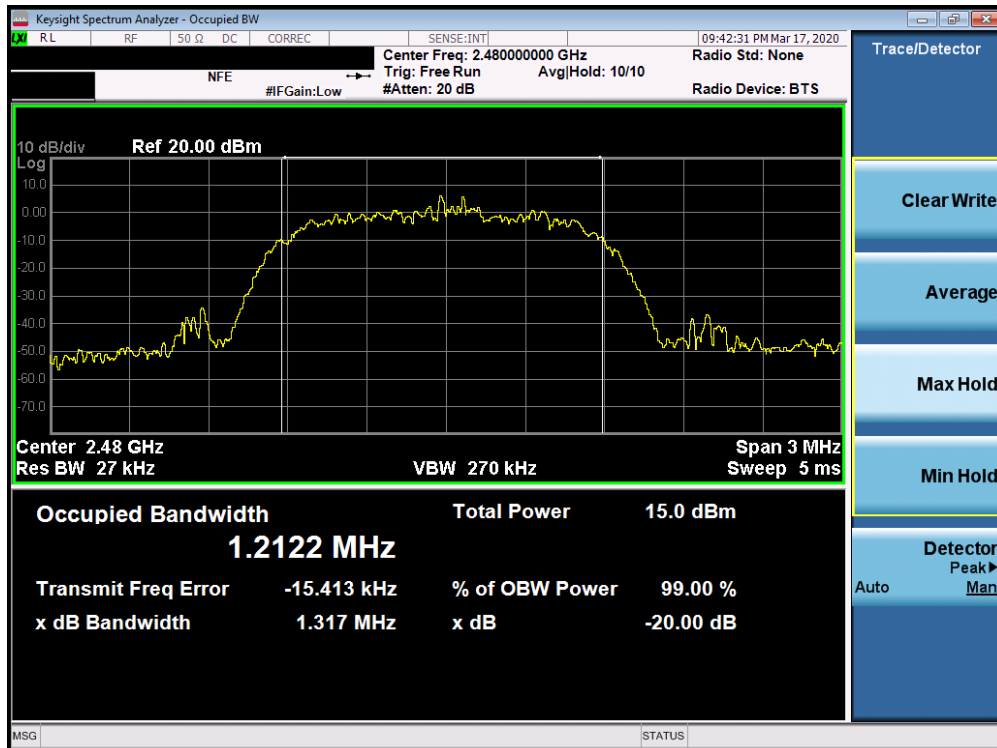 Keysight Spectrum Analyzer - Occupied BW
LXI RL RF 50 Ω DC CORREC SENSE:INT 09:42:31 PM Mar 17, 2020
Center Freq: 2.480000000 GHz Radio Std: None
NFE Trig: Free Run Avg|Hold: 10/10
#IFGain:Low #Atten: 20 dB Radio Device: BTS
Trace/Detector
10 dB/div Ref 20.00 dBm
Log
10.0
0.00
-10.0
-20.0
-30.0
-40.0
-50.0
-60.0
-70.0
Center 2.48 GHz Span 3 MHz
Res BW 27 kHz VBW 270 kHz Sweep 5 ms
Occupied Bandwidth Total Power 15.0 dBm
1.2122 MHz
Transmit Freq Error -15.413 kHz % of OBW Power 99.00 %
x dB Bandwidth 1.317 MHz x dB -20.00 dB
Clear Write
Average
Max Hold
Min Hold
Detector
Peak▶
Auto Man
MSG STATUS